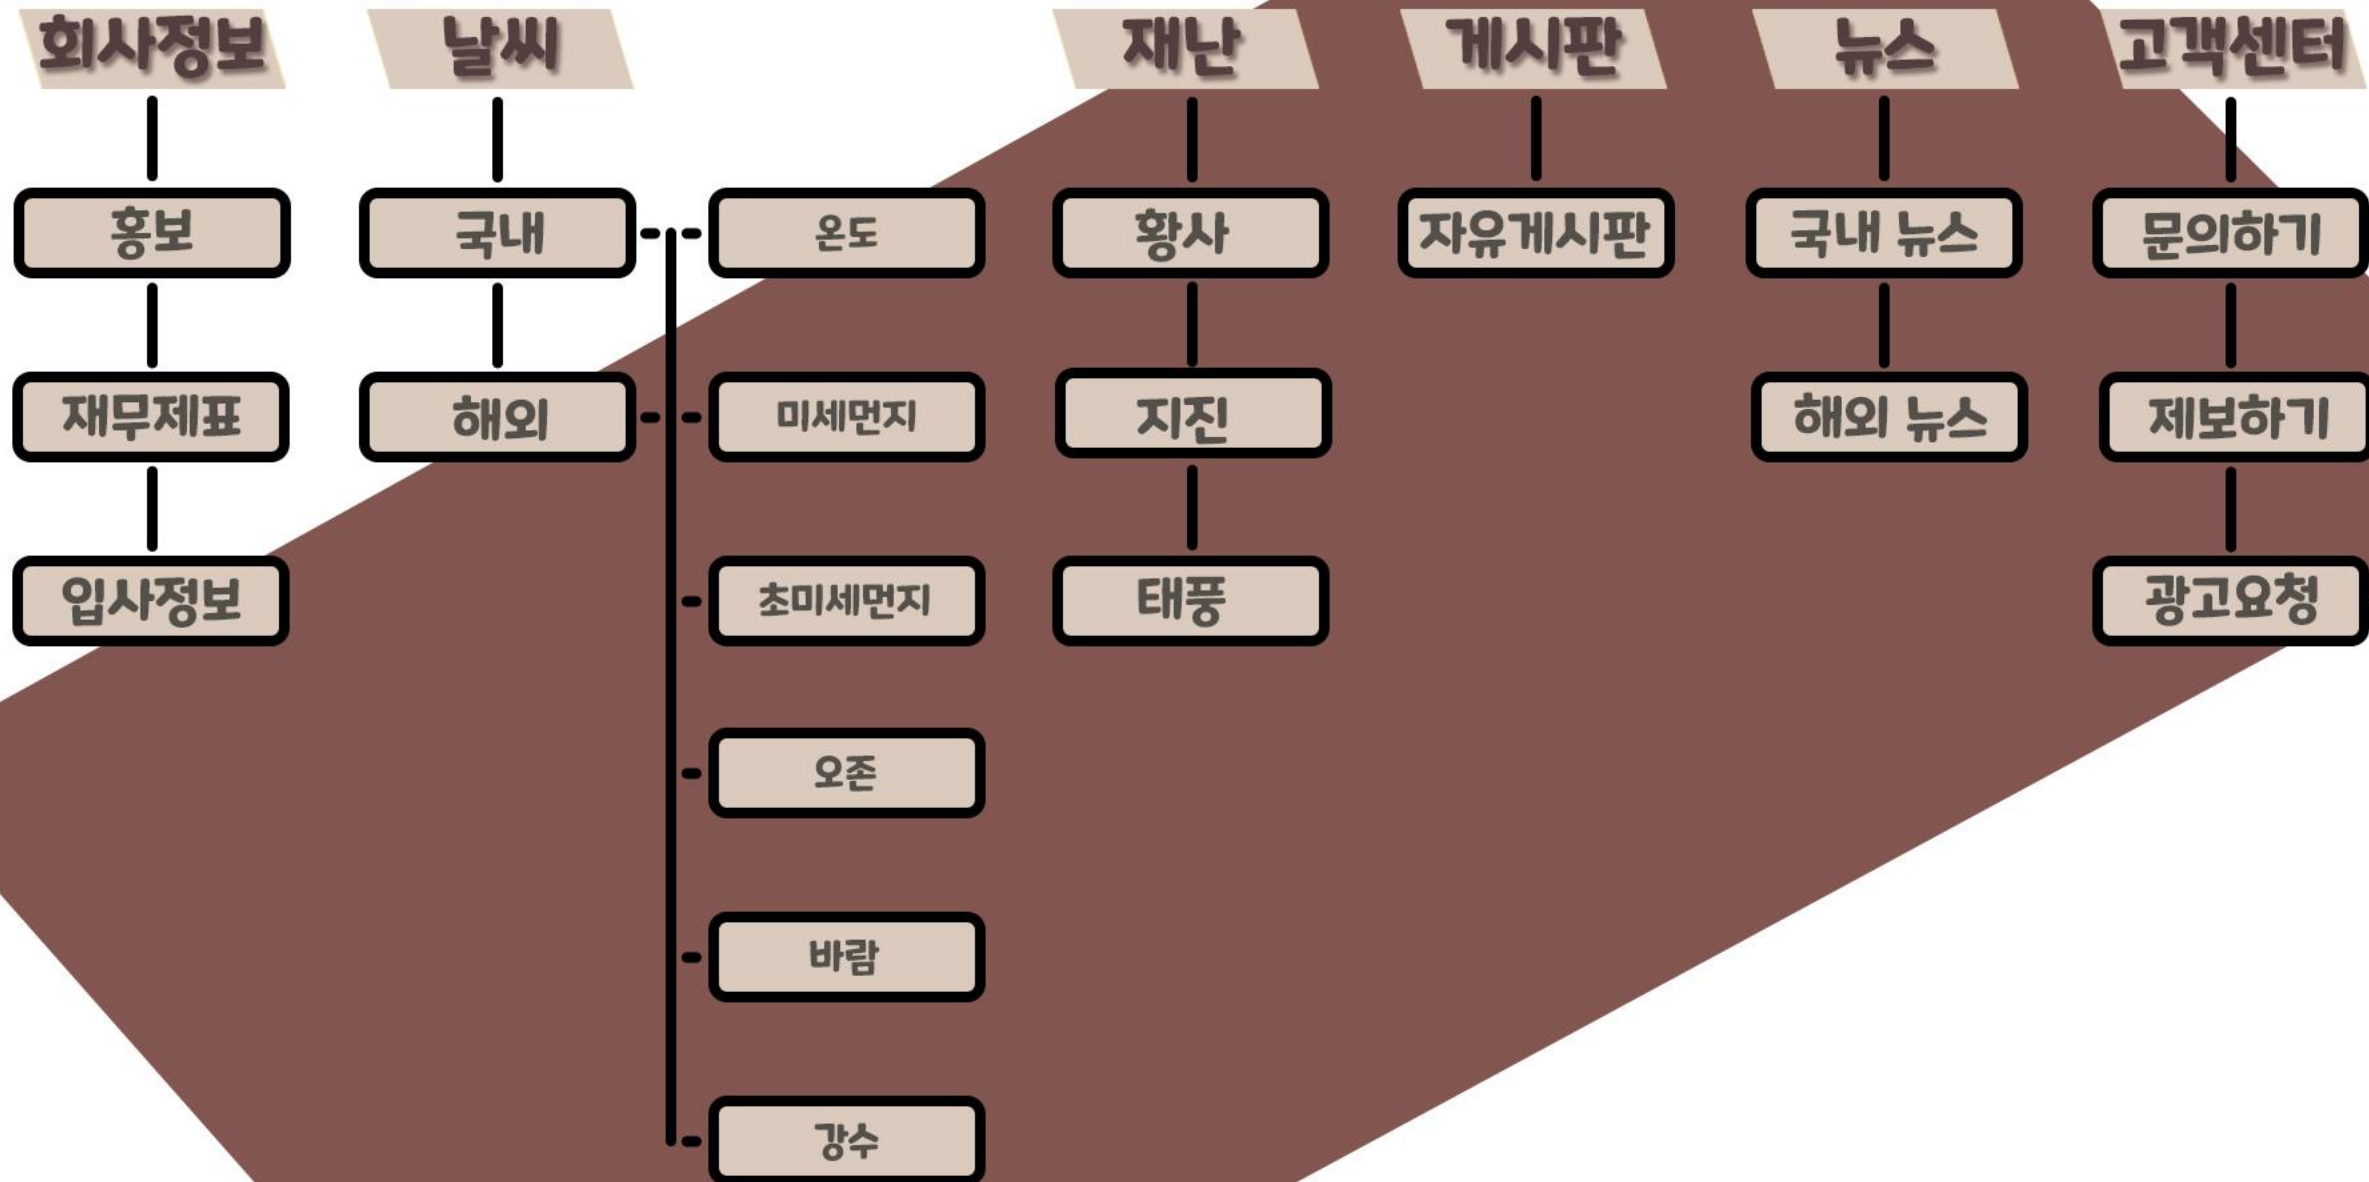 회사정보
날씨
재난
게시판
뉴스
고객센터
홍보
국내
온도
황사
자유게시판
국내 뉴스
문의하기
재무제표
해외
미세먼지
지진
해외 뉴스
제보하기
입사정보
초미세먼지
태풍
광고요청
오존
바람
강수